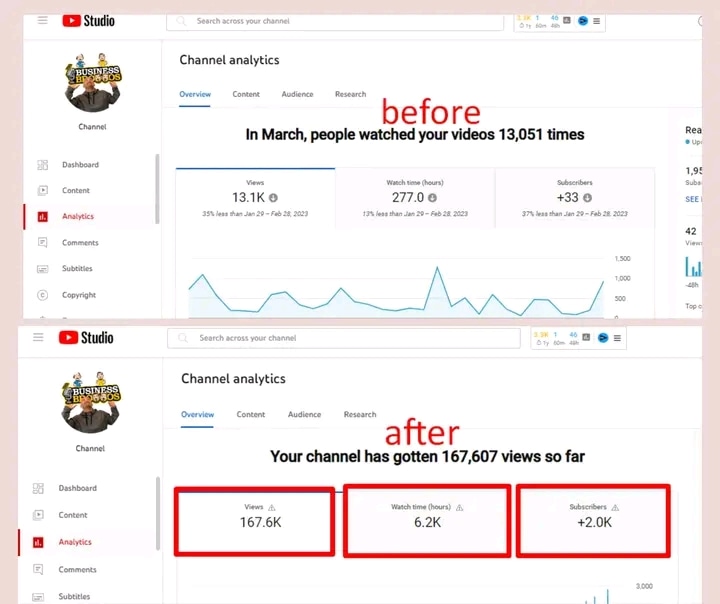 Studio
Search across your channel
3.9K 1 46
1y 60m 48h
BUSINESS
BROOOOS
Channel
Channel analytics
Overview Content Audience Research
before
In March, people watched your videos 13,051 times
Rea
Views
13.1K
35% less than Jan 29 – Feb 28, 2023
Watch time (hours)
277.0
13% less than Jan 29 – Feb 28, 2023
Subscribers
+33
37% less than Jan 29 – Feb 28, 2023
1,500
1,000
500
0
1,95
Subs
SEE
42
Views
-48h
Top c
Dashboard
Content
Analytics
Comments
Subtitles
Copyright
Studio
Search across your channel
3.9K 1 46
1y 60m 48h
BUSINESS
BROOOOS
Channel
Channel analytics
Overview Content Audience Research
after
Your channel has gotten 167,607 views so far
Views
167.6K
Watch time (hours)
6.2K
Subscribers
+2.0K
3,000
Dashboard
Content
Analytics
Comments
Subtitles